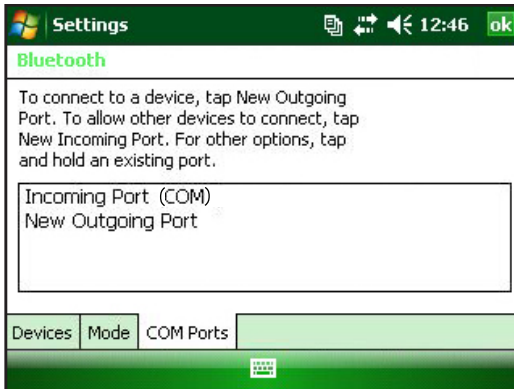 Settings 12:46 ok
Bluetooth
To connect to a device, tap New Outgoing
Port. To allow other devices to connect, tap
New Incoming Port. For other options, tap
and hold an existing port.
Incoming Port (COM)
New Outgoing Port
Devices Mode COM Ports